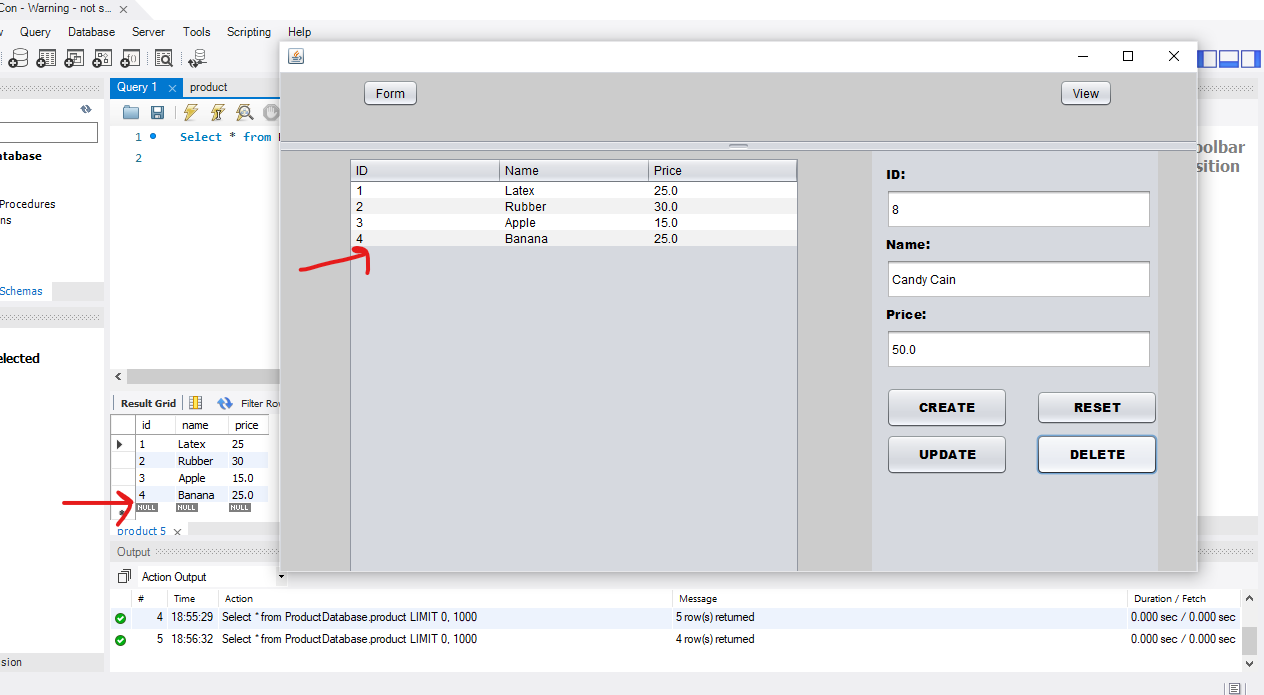 Con - Warning - not s... ×
Query Database Server Tools Scripting Help
Query 1 × product
Form View
1 Select * from
2
atabase
Procedures
ns
Schemas
elected
oolbar
sition
ID Name Price
1 Latex 25.0
2 Rubber 30.0
3 Apple 15.0
4 Banana 25.0
ID:
8
Name:
Candy Cain
Price:
50.0
CREATE RESET
UPDATE DELETE
Result Grid Filter Ro
id name price
1 Latex 25
2 Rubber 30
3 Apple 15.0
4 Banana 25.0
NULL NULL NULL
product 5 ×
Output
Action Output
# Time Action Message Duration / Fetch
4 18:55:29 Select * from ProductDatabase.product LIMIT 0, 1000 5 row(s) returned 0.000 sec / 0.000 sec
5 18:56:32 Select * from ProductDatabase.product LIMIT 0, 1000 4 row(s) returned 0.000 sec / 0.000 sec
sion